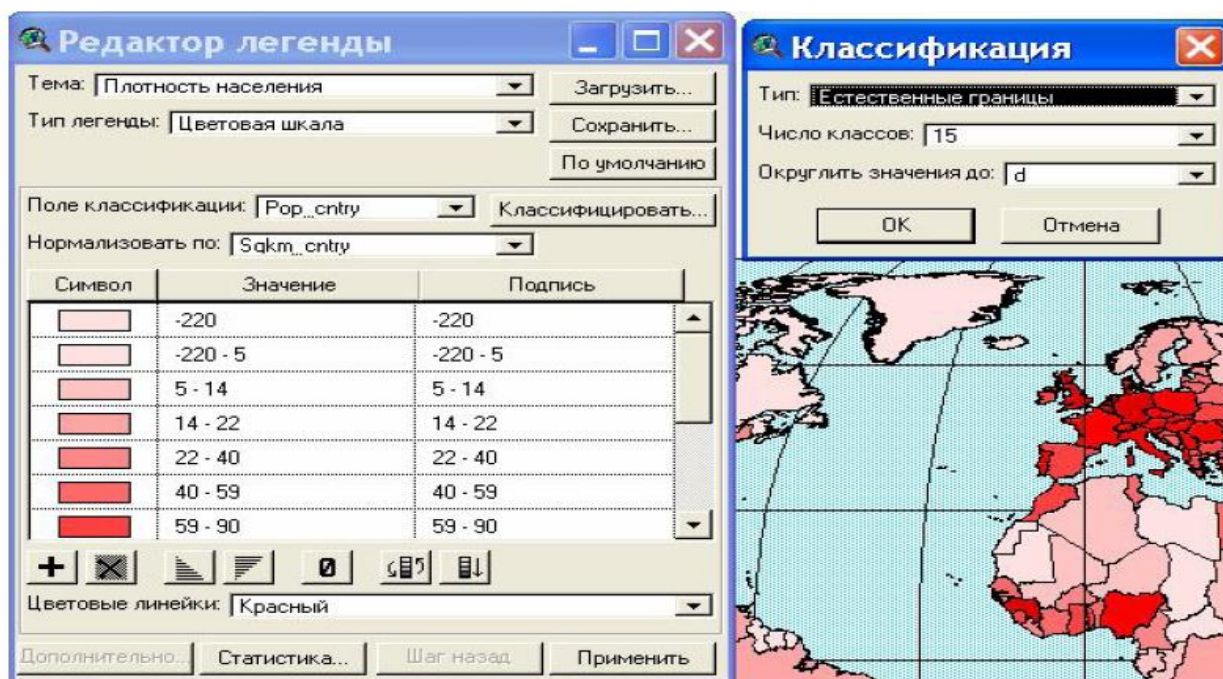 Редактор легенды
Тема: Плотность населения
Загрузить...
Тип легенды: Цветовая шкала
Сохранить...
По умолчанию
Поле классификации: Pop_cntry
Классифицировать...
Нормализовать по: Sqkm_cntry
Символ Значение Подпись
-220 -220
-220 - 5 -220 - 5
5 - 14 5 - 14
14 - 22 14 - 22
22 - 40 22 - 40
40 - 59 40 - 59
59 - 90 59 - 90
0
Цветовые линейки: Красный
Дополнительно... Статистика... Шаг назад Применить
Классификация
Тип: Естественные границы
Число классов: 15
Округлить значения до: d
OK Отмена